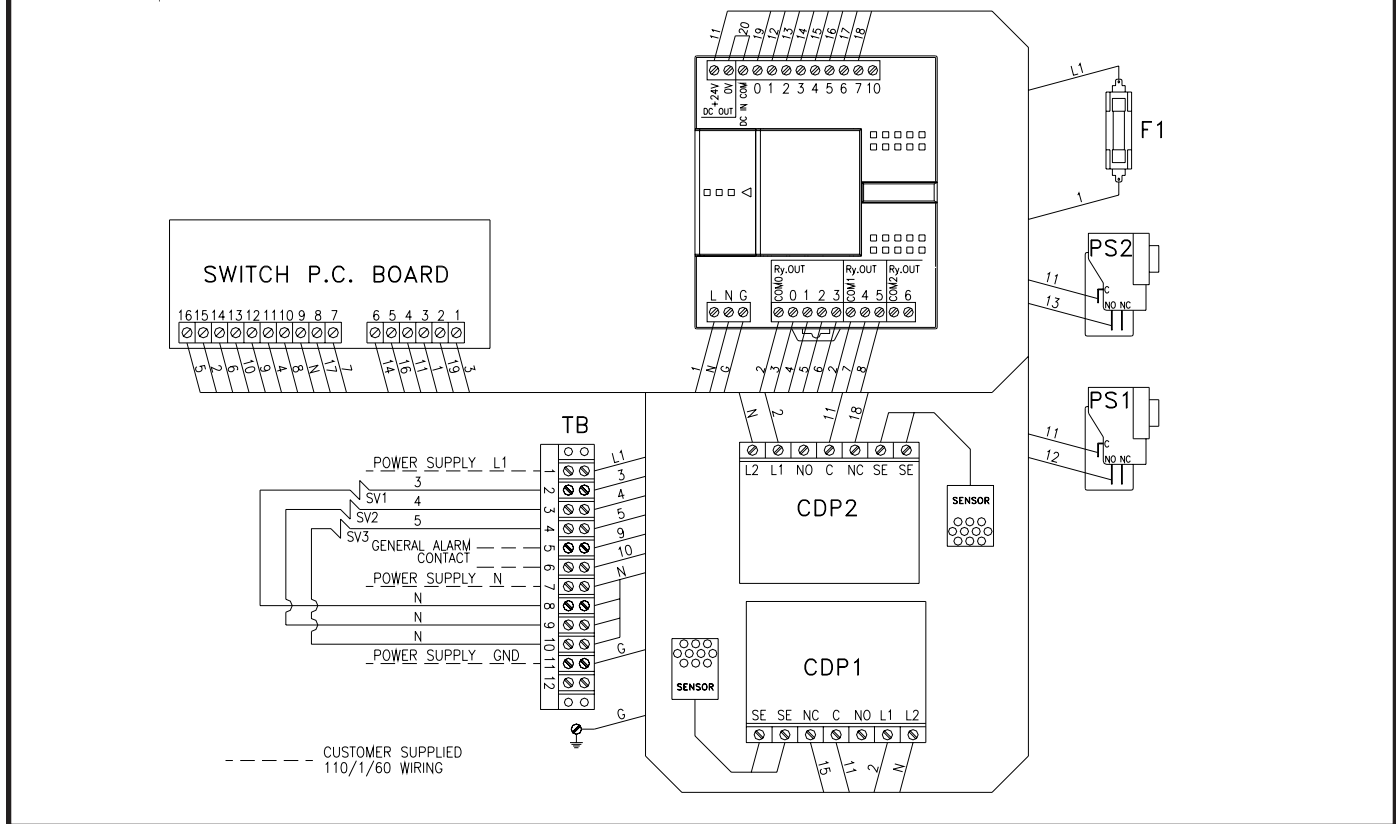 11 20 19 12 13 14 15 16 17 18
+24V 0V DC IN COM 0 1 2 3 4 5 6 7 10
DC OUT
L1
F1
1
PS2
11
13
C
NO NC
SWITCH P.C. BOARD
16 15 14 13 12 11 10 9 8 7 6 5 4 3 2 1
5 2 6 10 9 4 8 N 17 7 14 16 11 1 19 3
Ry.OUT Ry.OUT Ry.OUT
L N G COM0 0 1 2 3 COM1 4 5 COM2 6
1 N G 2 3 4 5 6 2 7 8
PS1
11
12
C
NO NC
N 2 11 18
L2 L1 NO C NC SE SE
CDP2
SENSOR
TB
POWER SUPPLY L1 1 L1
3 2 3
SV1
4 3 4
SV2
5 4 5
SV3
GENERAL ALARM 5 9
CONTACT
6 10
POWER SUPPLY N 7 N
N 8
N 9
N 10
POWER SUPPLY GND 11 G
12
G
SENSOR
CDP1
SE SE NC C NO L1 L2
15 11 2 N
CUSTOMER SUPPLIED
110/1/60 WIRING